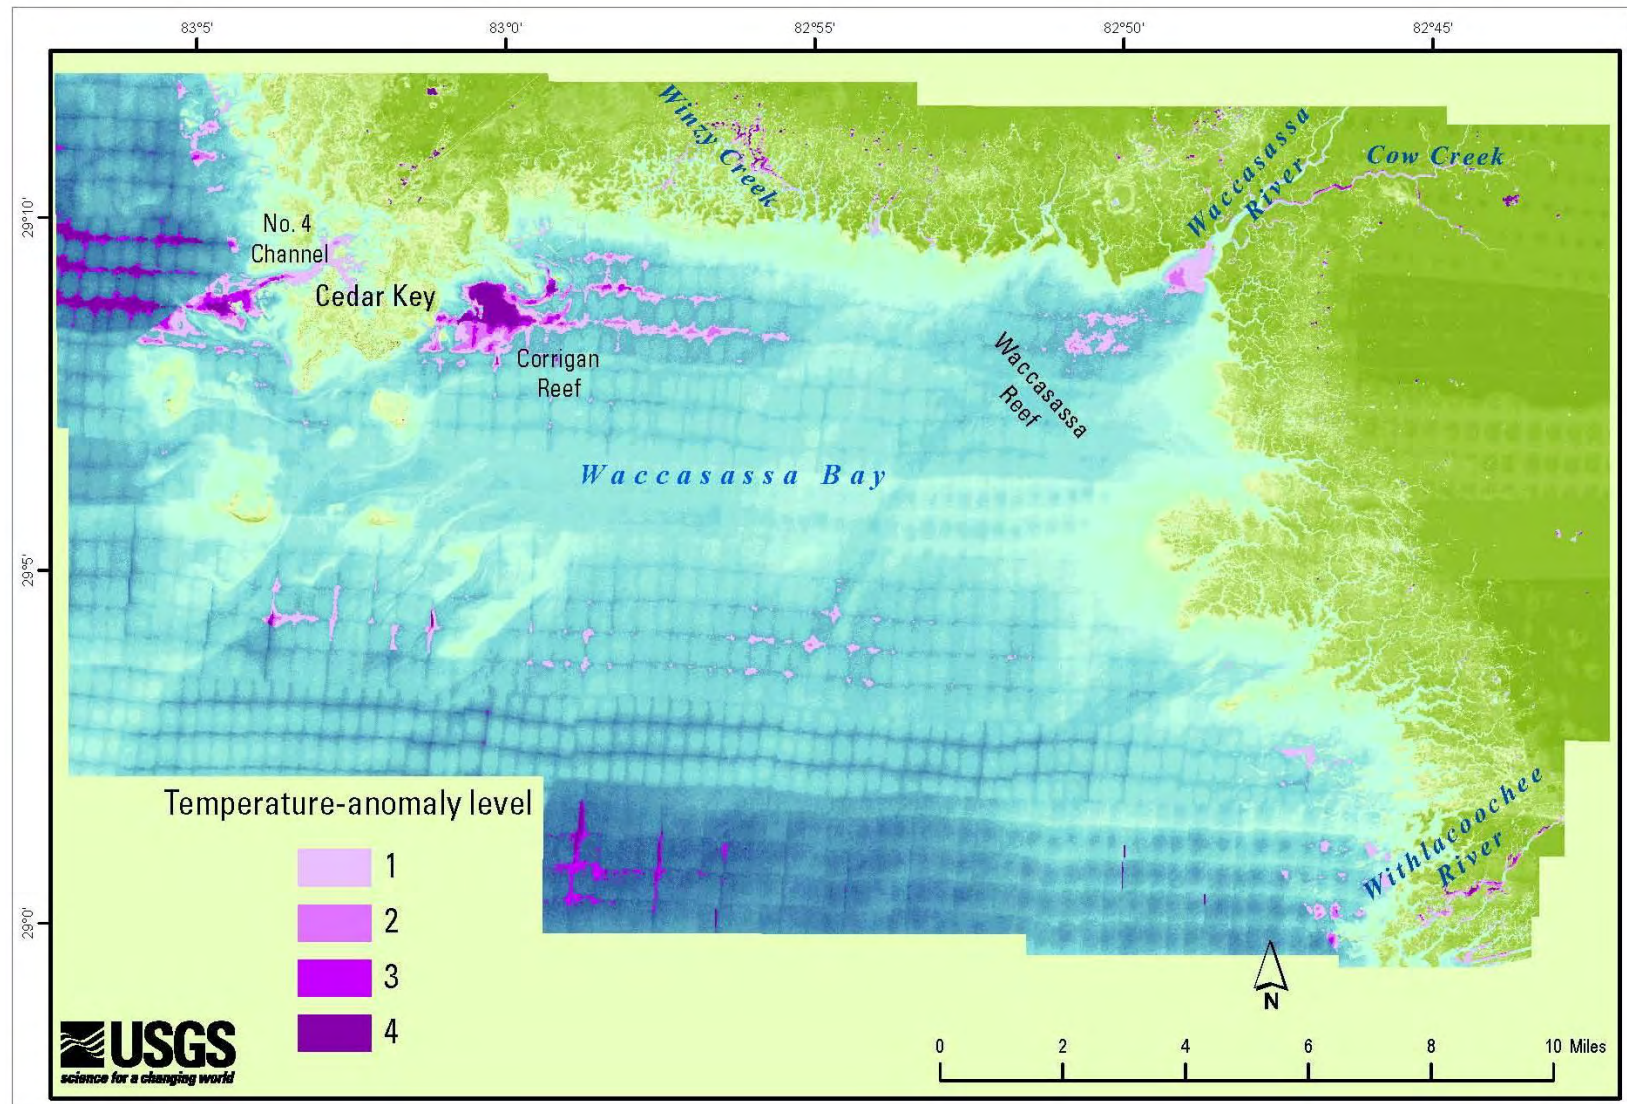 83°5' 83°0' 82°55' 82°50' 82°45'
29°10'
29°5'
29°0'
Winzy Creek
Waccasassa
River
Cow Creek
No. 4
Channel
Cedar Key
Corrigan
Reef
Waccasassa
Reef
Waccasassa Bay
Withlacoochee
River
Temperature-anomaly level
1
2
3
4
N
USGS
science for a changing world
0 2 4 6 8 10 Miles